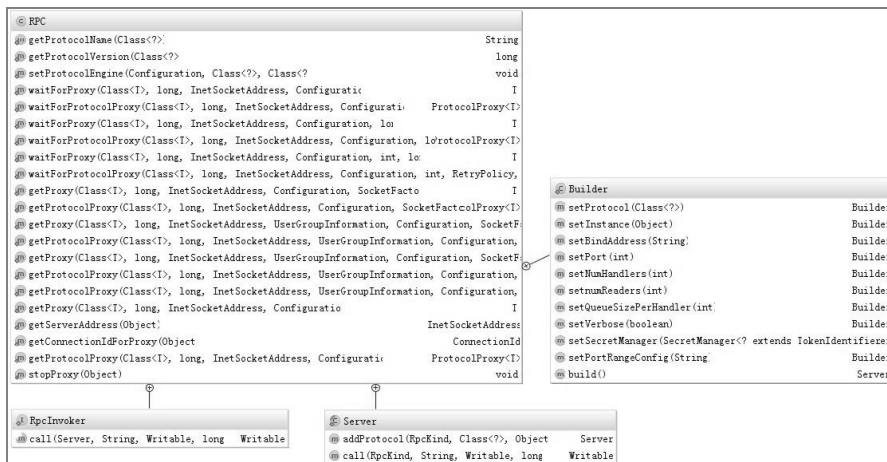 RPC
getProtocolName(Class<?>) String
getProtocolVersion(Class<?> long
setProtocolEngine(Configuration, Class<?>, Class<? void
waitForProxy(Class<T>, long, InetSocketAddress, Configuratic T
waitForProtocolProxy(Class<T>, long, InetSocketAddress, Configurati ProtocolProxy<T>
waitForProxy(Class<T>, long, InetSocketAddress, Configuration, lon T
waitForProtocolProxy(Class<T>, long, InetSocketAddress, Configuration, lo rotocolProxy<T>
waitForProxy(Class<T>, long, InetSocketAddress, Configuration, int, lo T
waitForProtocolProxy(Class<T>, long, InetSocketAddress, Configuration, int, RetryPolicy,
getProxy(Class<T>, long, InetSocketAddress, Configuration, SocketFacto T
getProtocolProxy(Class<T>, long, InetSocketAddress, Configuration, SocketFact colProxy<T>
getProxy(Class<T>, long, InetSocketAddress, UserGroupInformation, Configuration, SocketF
getProtocolProxy(Class<T>, long, InetSocketAddress, UserGroupInformation, Configuration,
getProxy(Class<T>, long, InetSocketAddress, UserGroupInformation, Configuration, SocketF
getProtocolProxy(Class<T>, long, InetSocketAddress, UserGroupInformation, Configuration,
getProtocolProxy(Class<T>, long, InetSocketAddress, UserGroupInformation, Configuration,
getProxy(Class<T>, long, InetSocketAddress, Configuratio T
getServerAddress(Object) InetSocketAddress
getConnectionIdForProxy(Object ConnectionId
getProtocolProxy(Class<T>, long, InetSocketAddress, Configuratic ProtocolProxy<T>
stopProxy(Object) void
Builder
setProtocol(Class<?>) Builder
setInstance(Object) Builder
setBindAddress(String) Builder
setPort(int) Builder
setNumHandlers(int) Builder
setnumReaders(int) Builder
setQueueSizePerHandler(int) Builder
setVerbose(boolean) Builder
setSecretManager(SecretManager<? extends TokenIdentifier
setPortRangeConfig(String) Builder
build() Server
RpcInvoker
call(Server, String, Writable, long Writable
Server
addProtocol(RpcKind, Class<?>, Object Server
call(RpcKind, String, Writable, long Writable